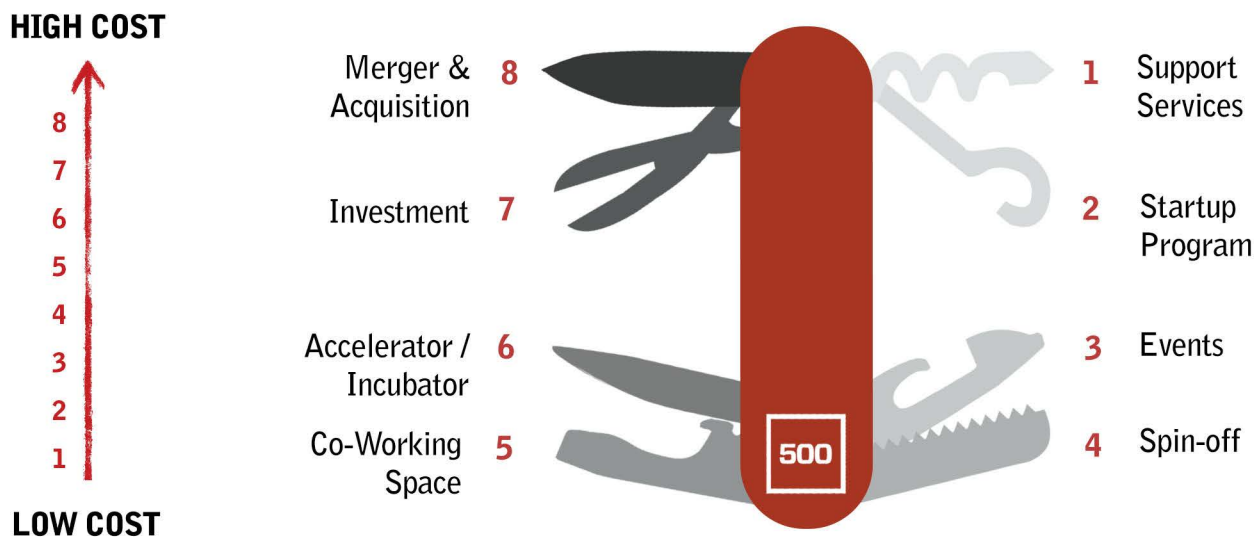 HIGH COST
8
7
6
5
4
3
2
1
LOW COST
Merger &
Acquisition
8
Investment
7
Accelerator /
Incubator
6
Co-Working
Space
5
500
1
Support
Services
2
Startup
Program
3
Events
4
Spin-off